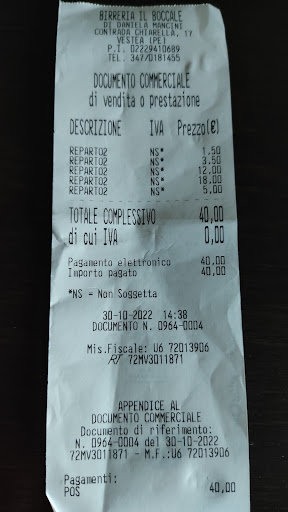 BIRRERIA IL BOCCALE
DI DANIELA MANCINI
CONTRADA CHIARELLA, 17
VESTEA (PE)
P.I. 02229410689
TEL. 3470181455
DOCUMENTO COMMERCIALE
di vendita o prestazione
DESCRIZIONE IVA Prezzo(€)
REPARTO2 NS* 1,50
REPARTO2 NS* 3,50
REPARTO2 NS* 12,00
REPARTO2 NS* 18,00
REPARTO2 NS* 5,00
TOTALE COMPLESSIVO 40,00
di cui IVA 0,00
Pagamento elettronico 40,00
Importo pagato 40,00
*NS = Non Soggetta
30-10-2022 14:38
DOCUMENTO N. 0964-0004
Mis.Fiscale: U6 72013906
RT 72MV3011871
APPENDICE AL
DOCUMENTO COMMERCIALE
Documento di riferimento:
N. 0964-0004 del 30-10-2022
72MV3011871 - M.F.:U6 72013906
Pagamenti:
POS 40,00